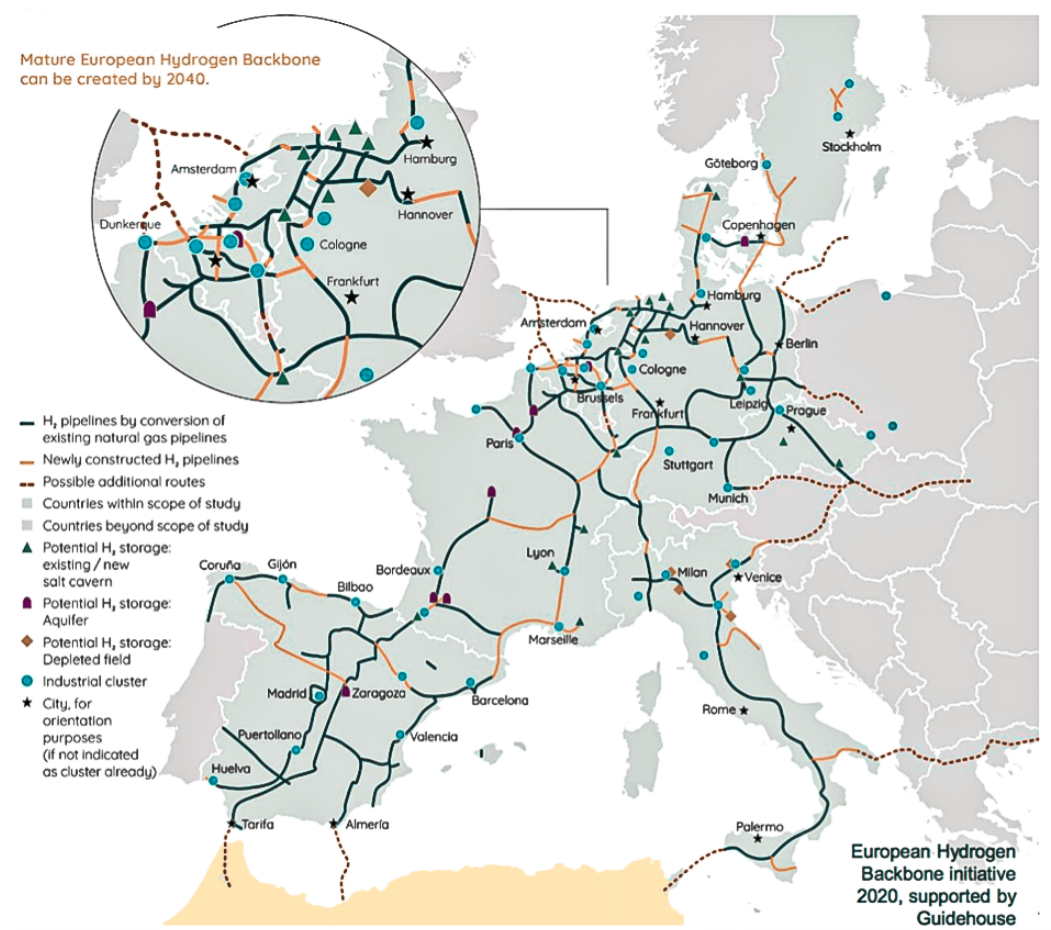 Mature European Hydrogen Backbone
can be created by 2040.
Amsterdam
Hamburg
Hannover
Dunkerque
Cologne
Frankfurt
Stockholm
Göteborg
Copenhagen
Hamburg
Amsterdam
Hannover
Berlin
Cologne
Brussels
Leipzig
Frankfurt
Prague
Paris
Stuttgart
Munich
Lyon
Bordeaux
Milan
Venice
Marseille
Coruña
Gijón
Bilbao
Madrid
Zaragoza
Barcelona
Rome
Puertollano
Valencia
Huelva
Tarifa
Almería
Palermo
H₂ pipelines by conversion of
existing natural gas pipelines
Newly constructed H₂ pipelines
Possible additional routes
Countries within scope of study
Countries beyond scope of study
Potential H₂ storage:
existing / new
salt cavern
Potential H₂ storage:
Aquifer
Potential H₂ storage:
Depleted field
Industrial cluster
City, for
orientation
purposes
(if not indicated
as cluster already)
European Hydrogen
Backbone initiative
2020, supported by
Guidehouse